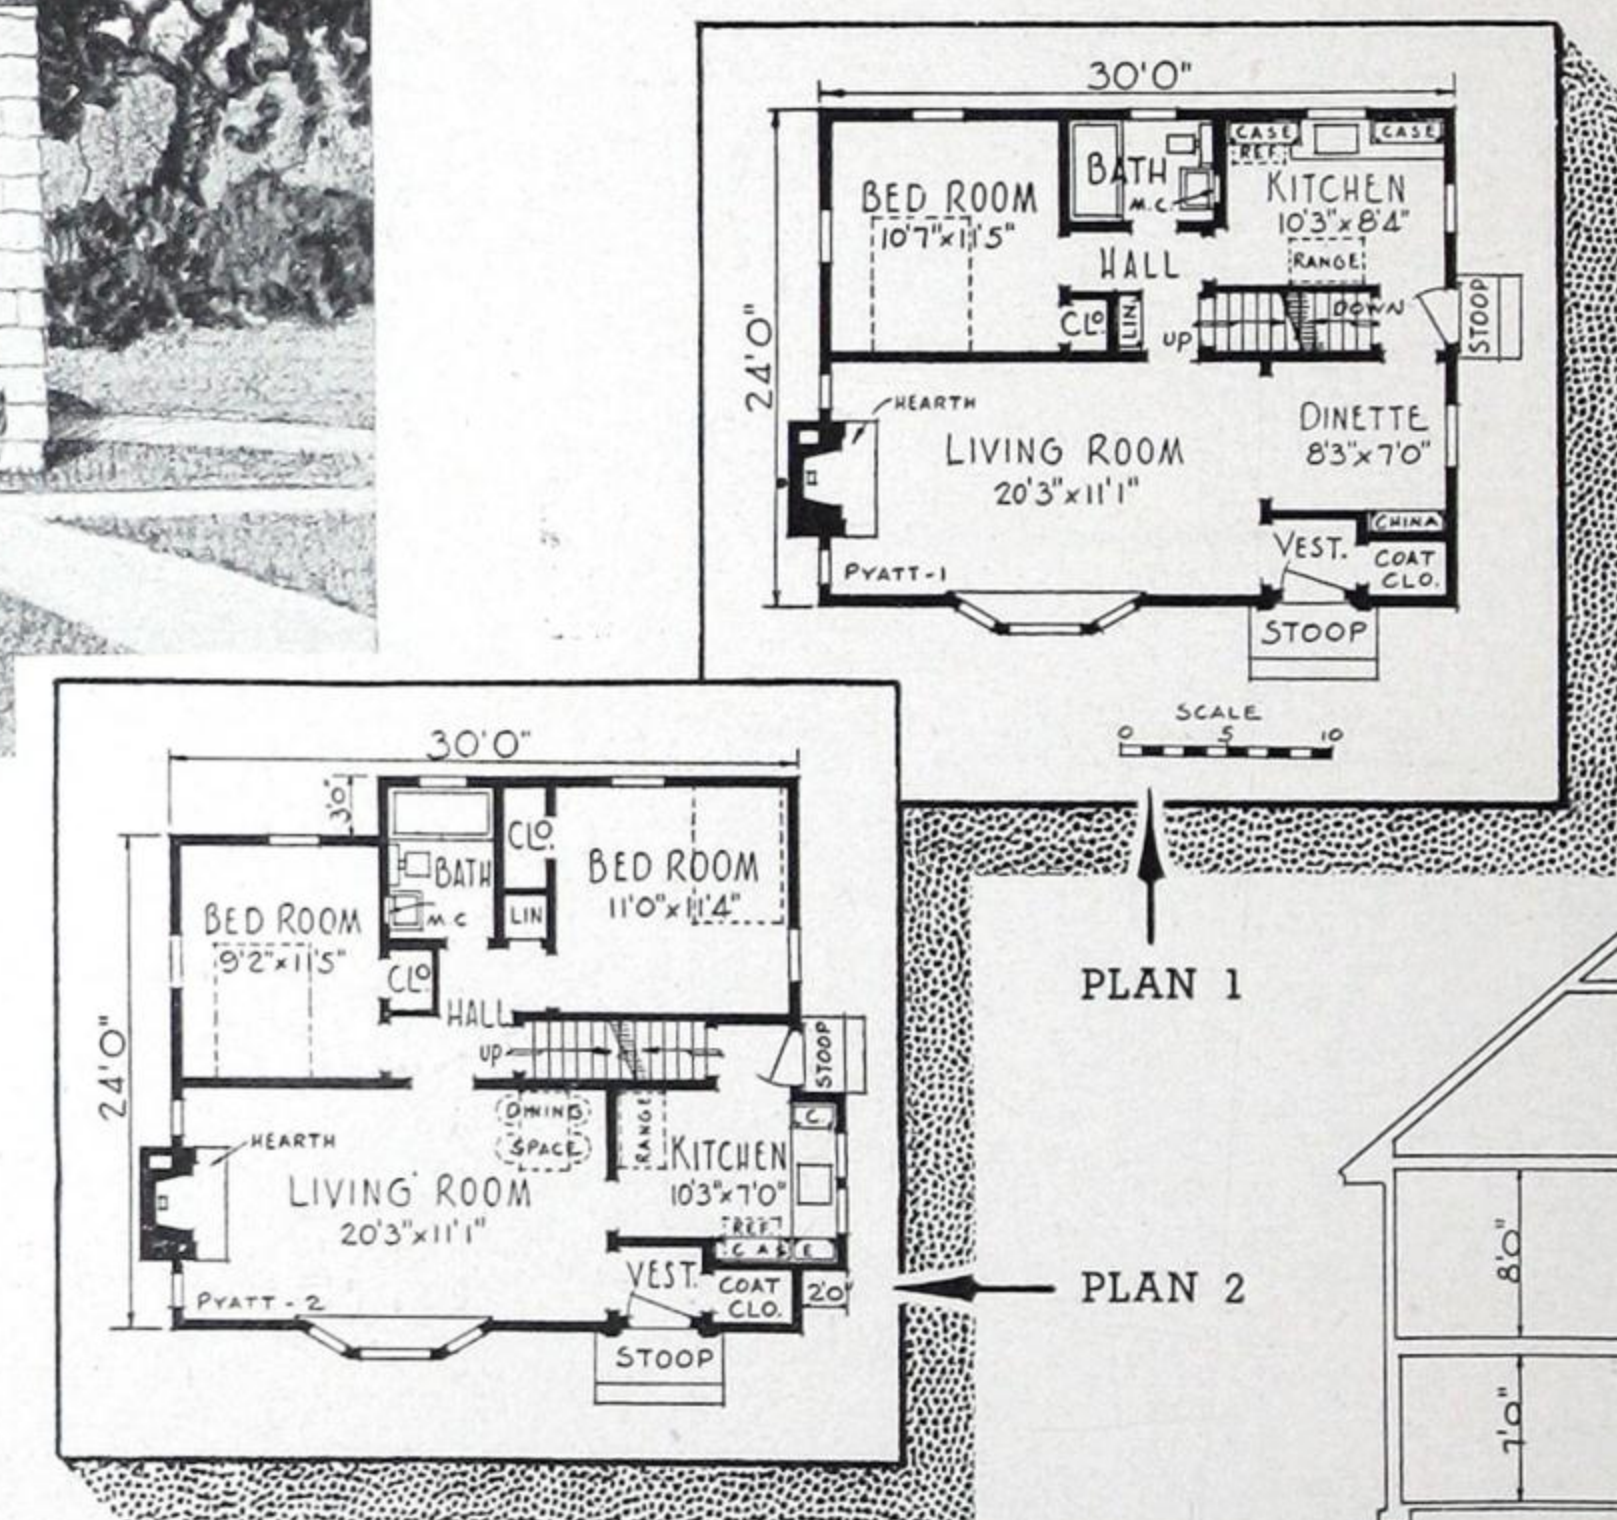 30'0"
24'0"
BED ROOM
10'7"x11'5"
BATH
M.C.
CASE
REF.
CASE
KITCHEN
10'3"x8'4"
RANGE
HALL
CLO.
LIN
UP
DOWN
STOOP
HEARTH
LIVING ROOM
20'3"x11'1"
DINETTE
8'3"x7'0"
CHINA
VEST.
COAT
CLO.
PYATT-1
STOOP
SCALE
0 5 10
PLAN 1
30'0"
3'0"
24'0"
BED ROOM
9'2"x11'5"
BATH
M C
CLO.
LIN
BED ROOM
11'0"x11'4"
CLO
HALL
UP
STOOP
HEARTH
LIVING ROOM
20'3"x11'1"
DINING
SPACE
RANGE
KITCHEN
10'3"x7'0"
C
REF.
CASE
VEST.
COAT
CLO.
2'0"
PYATT-2
STOOP
PLAN 2
8'0"
7'0"